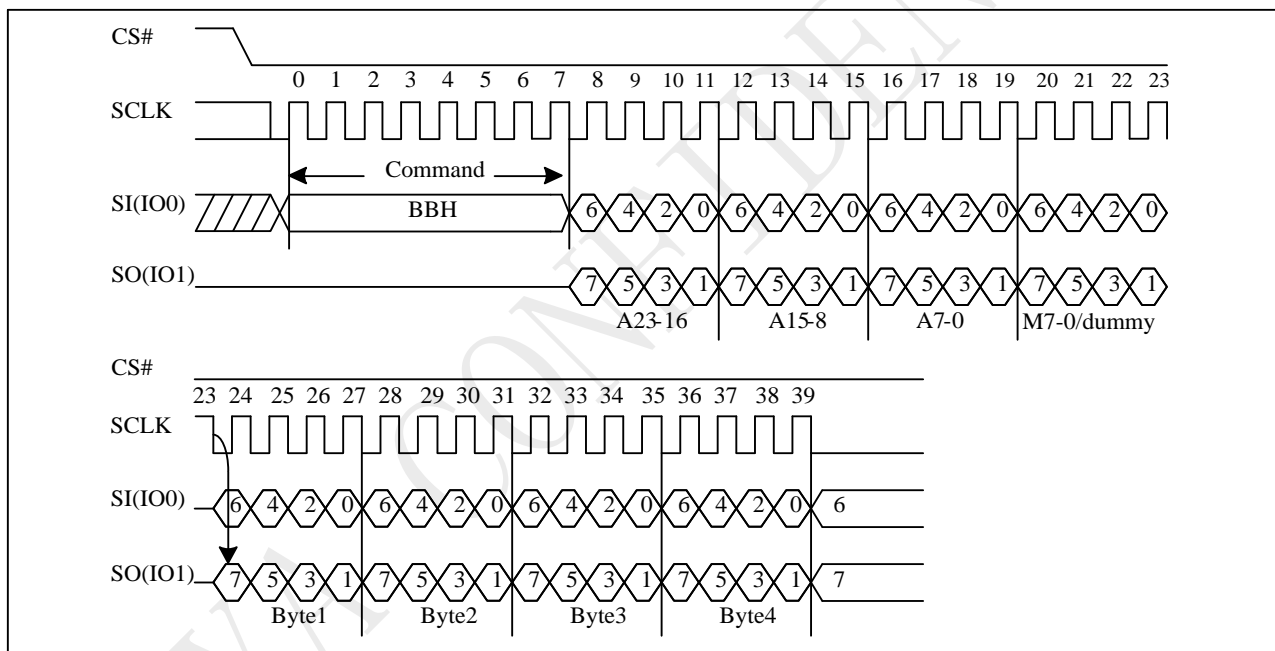 CS#
0 1 2 3 4 5 6 7 8 9 10 11 12 13 14 15 16 17 18 19 20 21 22 23
SCLK
Command
SI(IO0) BBH 6 4 2 0 6 4 2 0 6 4 2 0 6 4 2 0
SO(IO1) 7 5 3 1 7 5 3 1 7 5 3 1 7 5 3 1
A23-16 A15-8 A7-0 M7-0/dummy
CS#
23 24 25 26 27 28 29 30 31 32 33 34 35 36 37 38 39
SCLK
SI(IO0) 6 4 2 0 6 4 2 0 6 4 2 0 6 4 2 0 6
SO(IO1) 7 5 3 1 7 5 3 1 7 5 3 1 7 5 3 1 7
Byte1 Byte2 Byte3 Byte4